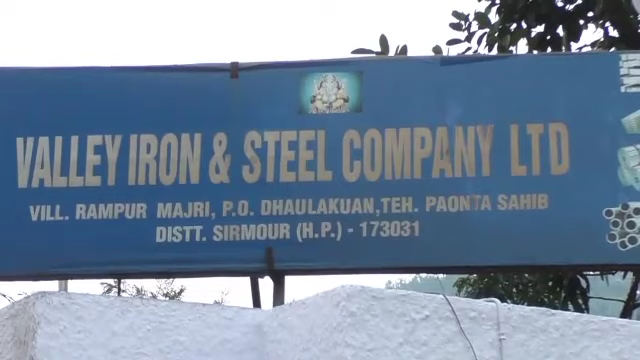 VALLEY IRON & STEEL COMPANY LTD
VILL. RAMPUR MAJRI, P.O. DHAULAKUAN,TEH. PAONTA SAHIB
DISTT. SIRMOUR (H.P.) - 173031